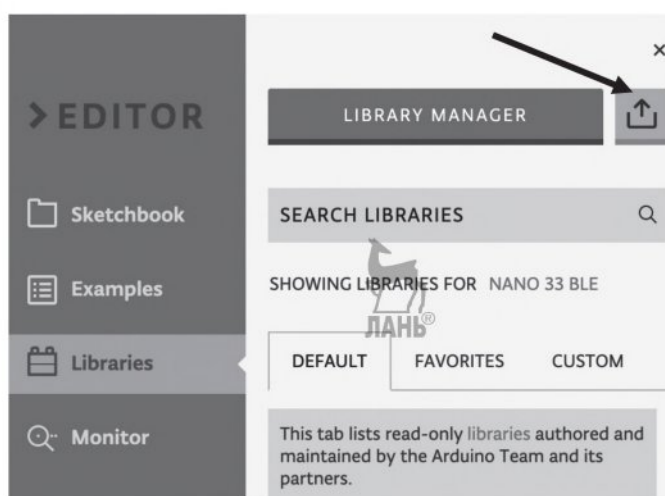 >EDITOR
LIBRARY MANAGER
Sketchbook
SEARCH LIBRARIES
Examples
SHOWING LIBRARIES FOR NANO 33 BLE
ЛАНЬ®
Libraries
DEFAULT FAVORITES CUSTOM
Monitor
This tab lists read-only libraries authored and
maintained by the Arduino Team and its
partners.